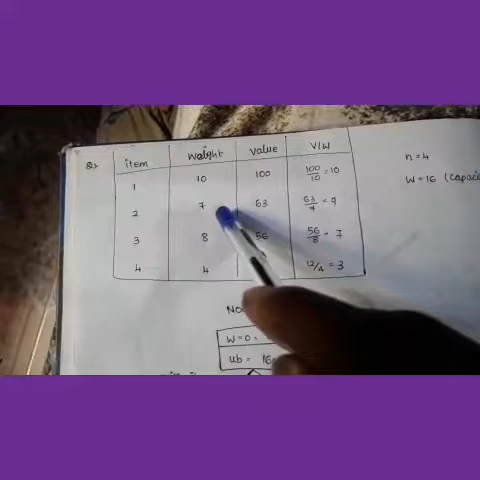 Q1. item Weight Value V/W
1 10 100 100/10 = 10
2 7 63 63/7 = 9
3 8 56 56/8 = 7
4 4 12/4 = 3
n = 4
W = 16
W = 0,
ub = 16